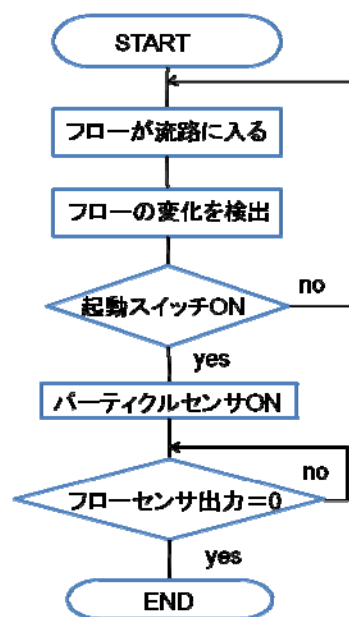 START
フローが流路に入る
フローの変化を検出
起動スイッチON
no
yes
パーティクルセンサON
no
フローセンサ出力=0
yes
END